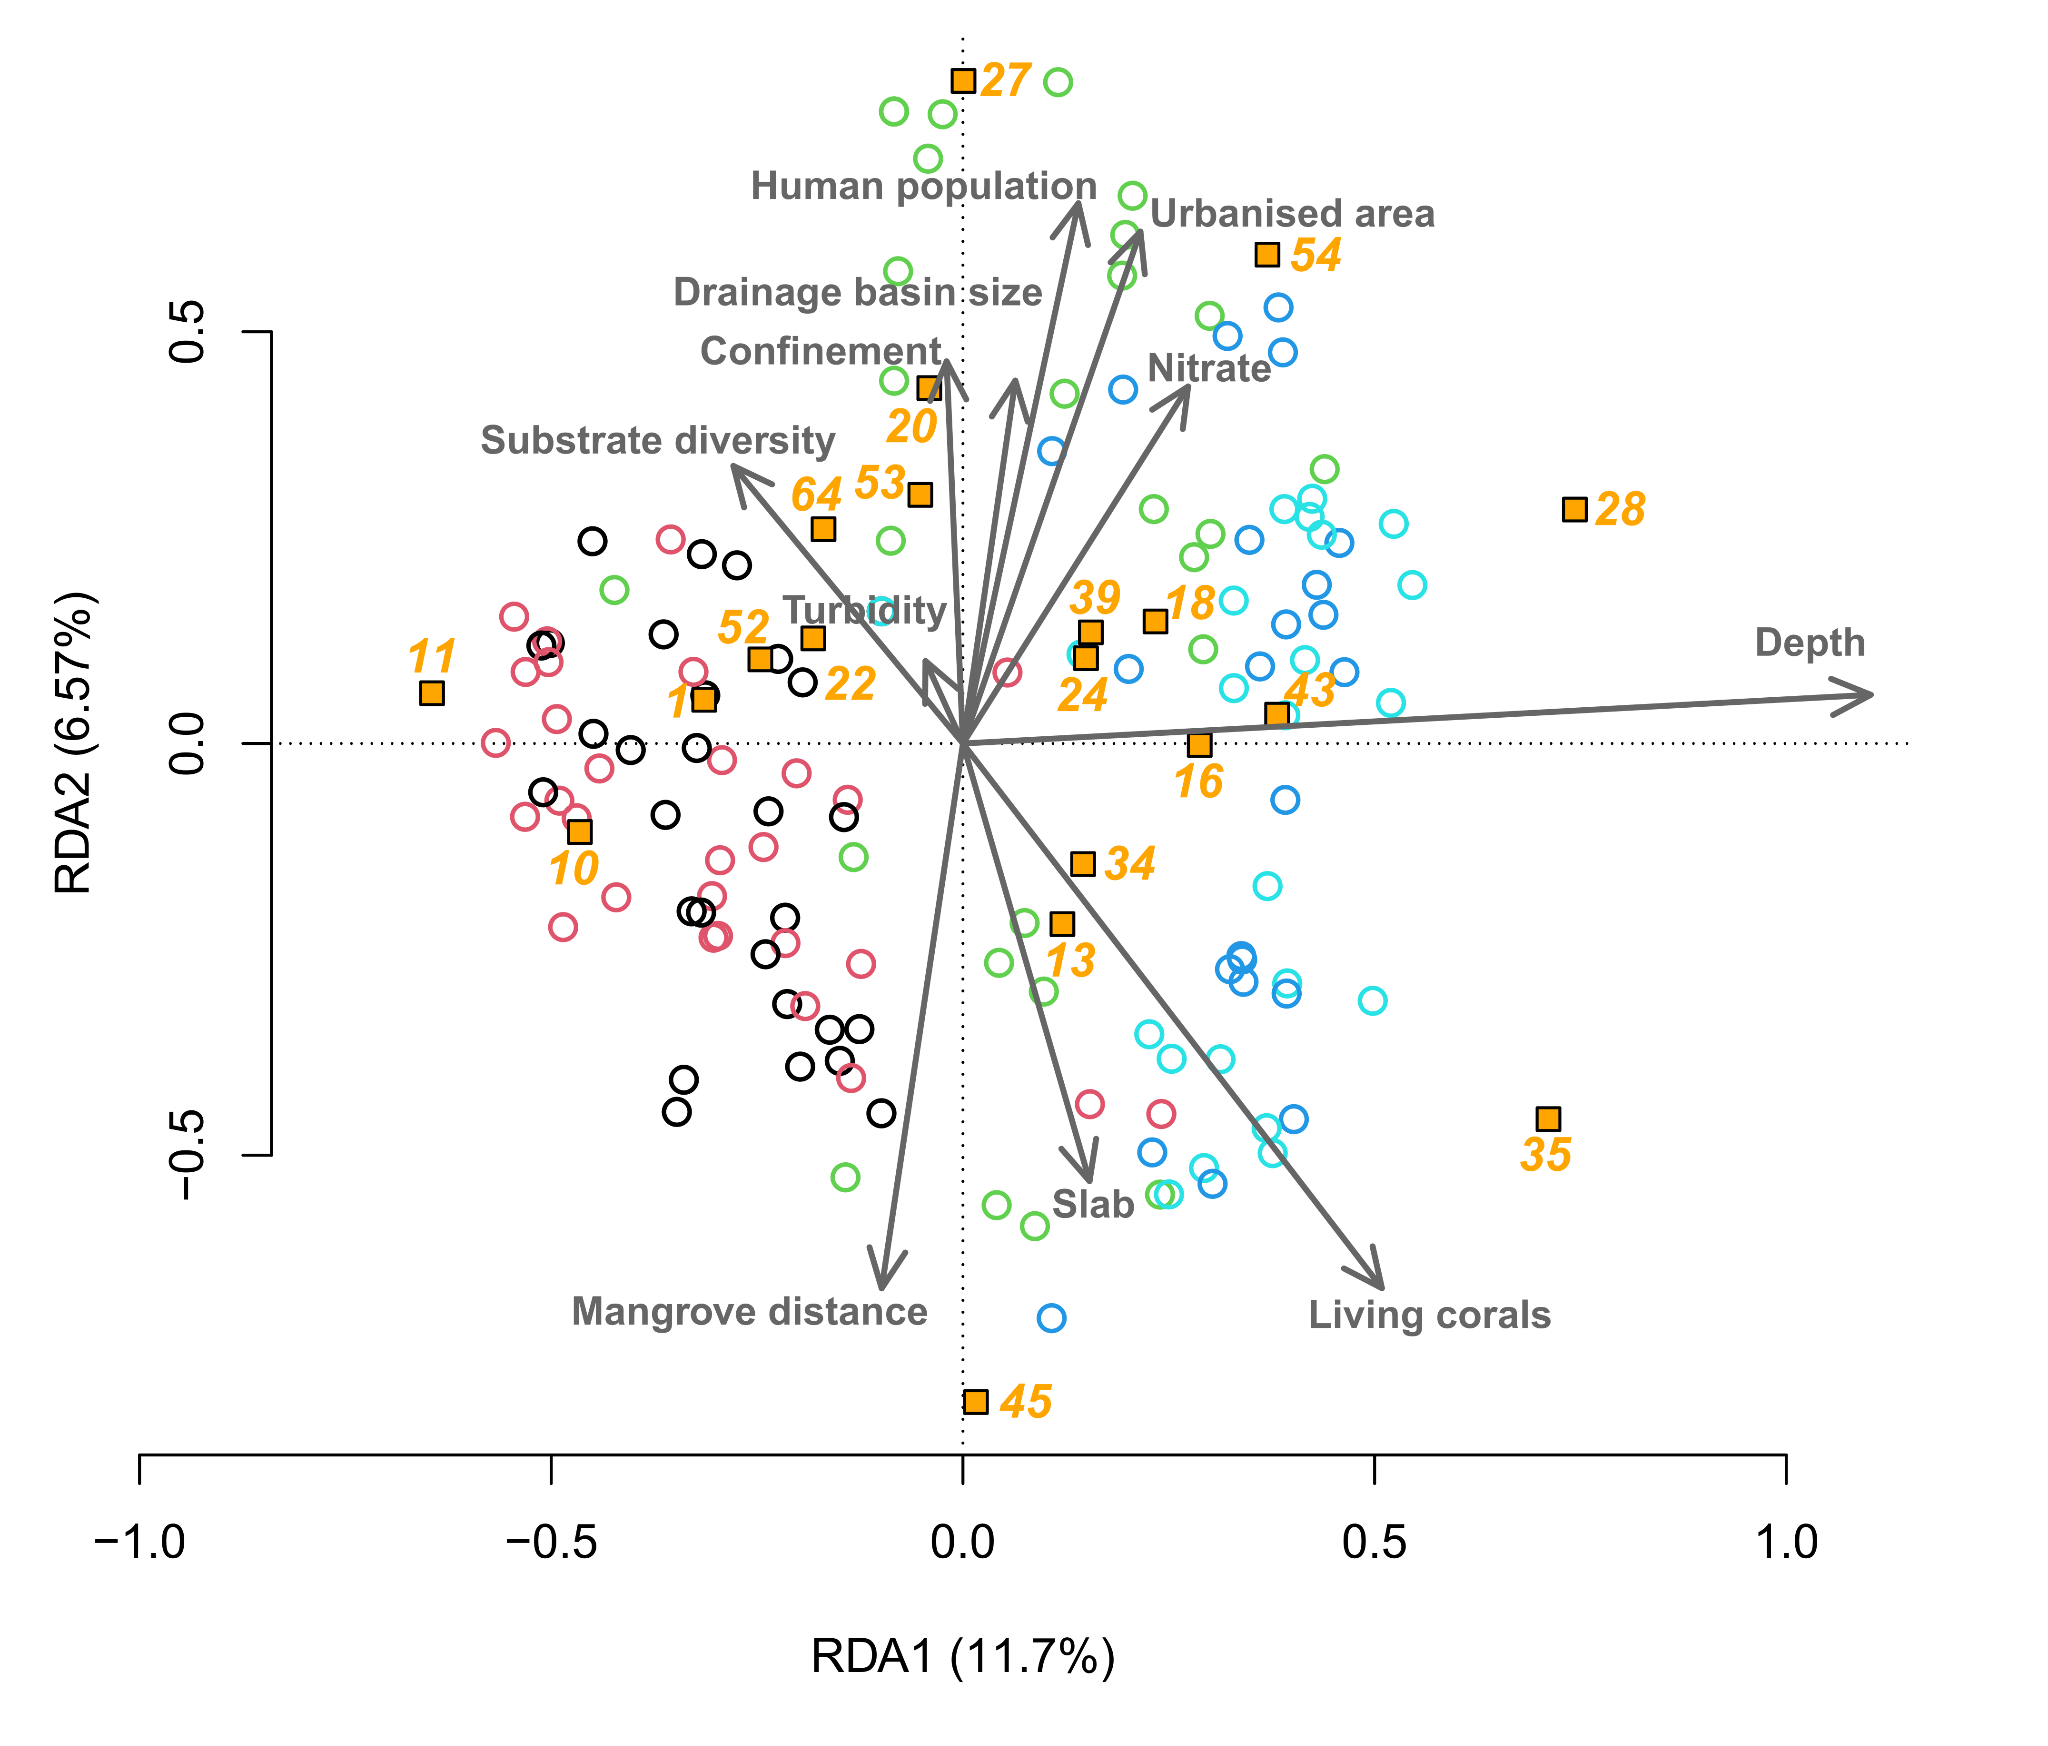 27
Human population
Urbanised area
54
Drainage basin size
0.5
Confinement
Nitrate
20
Substrate diversity
64
53
28
39
18
Turbidity
52
11
22
1
24
43
Depth
0.0
RDA2 (6.57%)
16
10
34
13
−0.5
35
Slab
Mangrove distance
Living corals
45
−1.0
−0.5
0.0
0.5
1.0
RDA1 (11.7%)